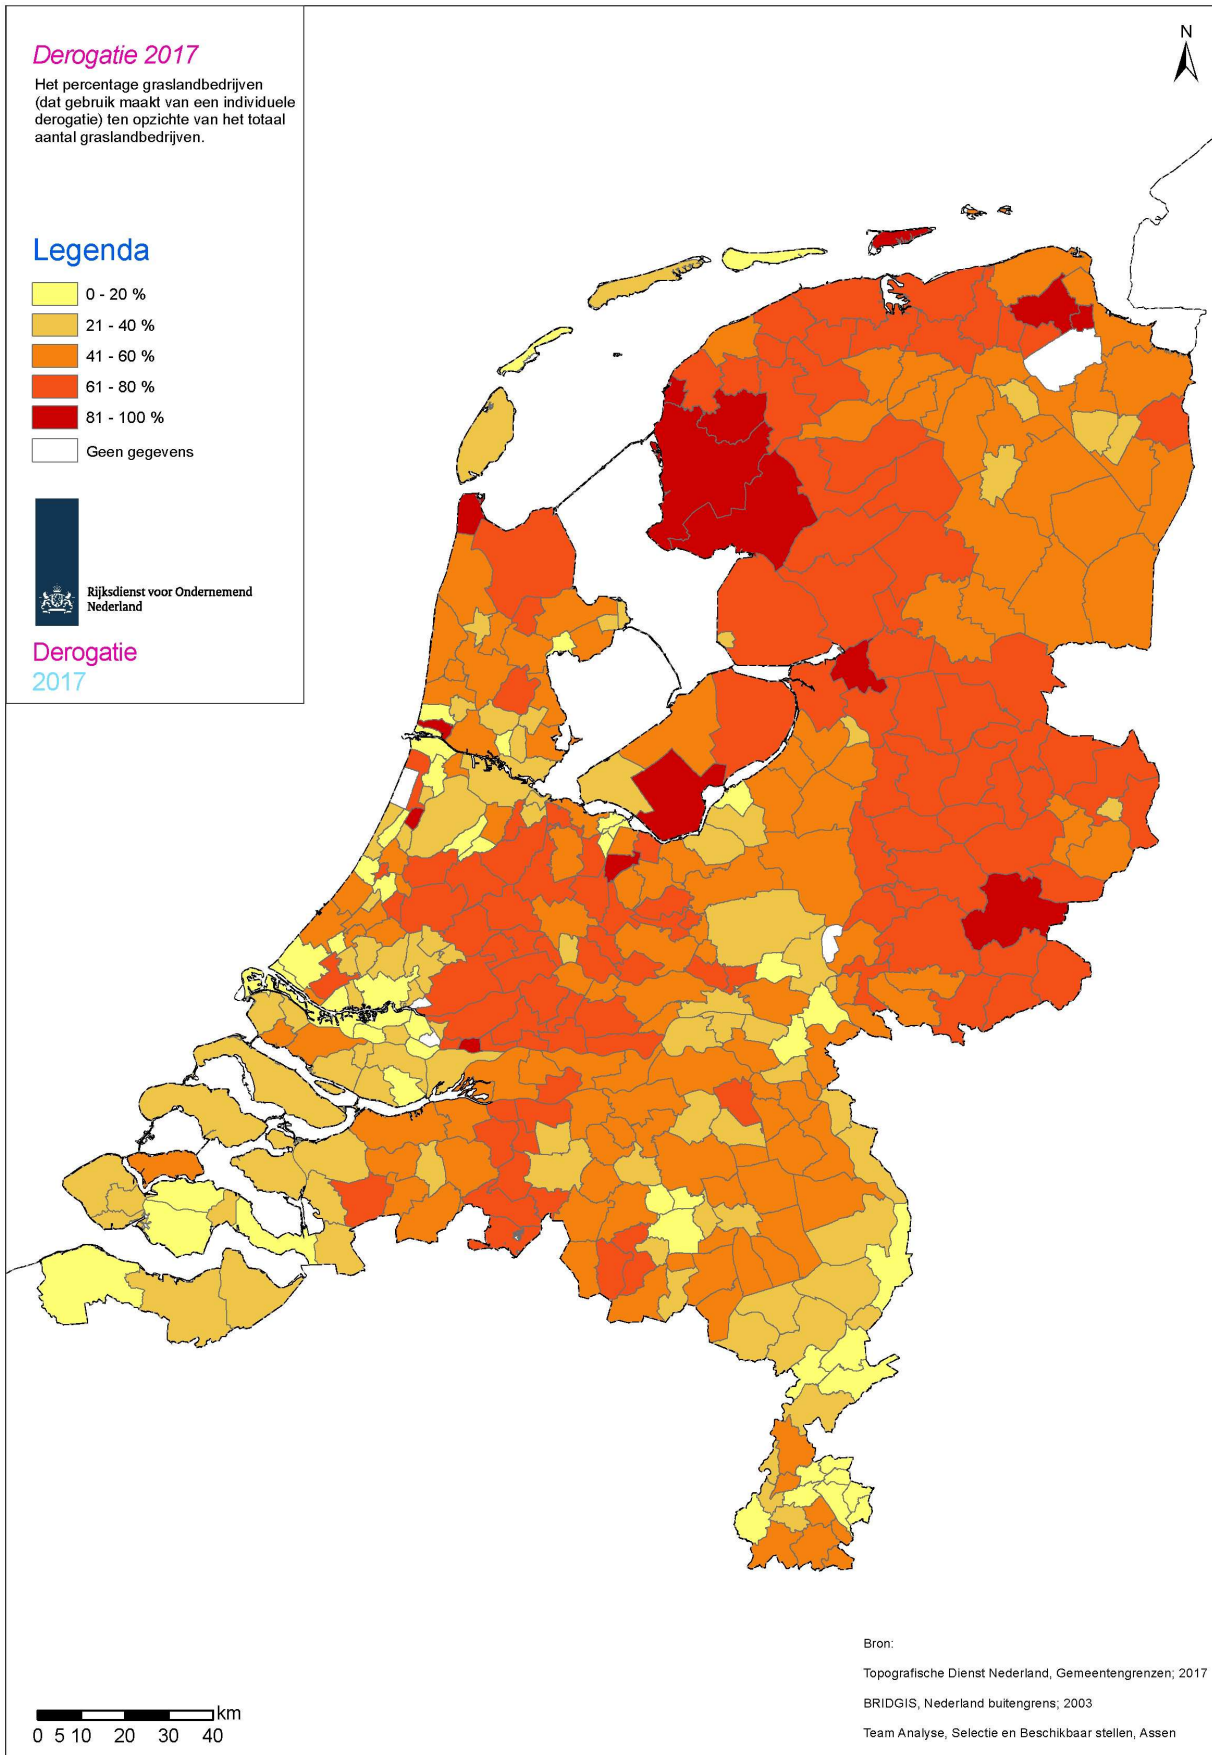 Derogatie 2017
Het percentage graslandbedrijven
(dat gebruik maakt van een individuele
derogatie) ten opzichte van het totaal
aantal graslandbedrijven.
Legenda
0 - 20 %
21 - 40 %
41 - 60 %
61 - 80 %
81 - 100 %
Geen gegevens
Rijksdienst voor Ondernemend
Nederland
Derogatie
2017
N
km
0 5 10 20 30 40
Bron:
Topografische Dienst Nederland, Gemeentengrenzen; 2017
BRIDGIS, Nederland buitengrens; 2003
Team Analyse, Selectie en Beschikbaar stellen, Assen